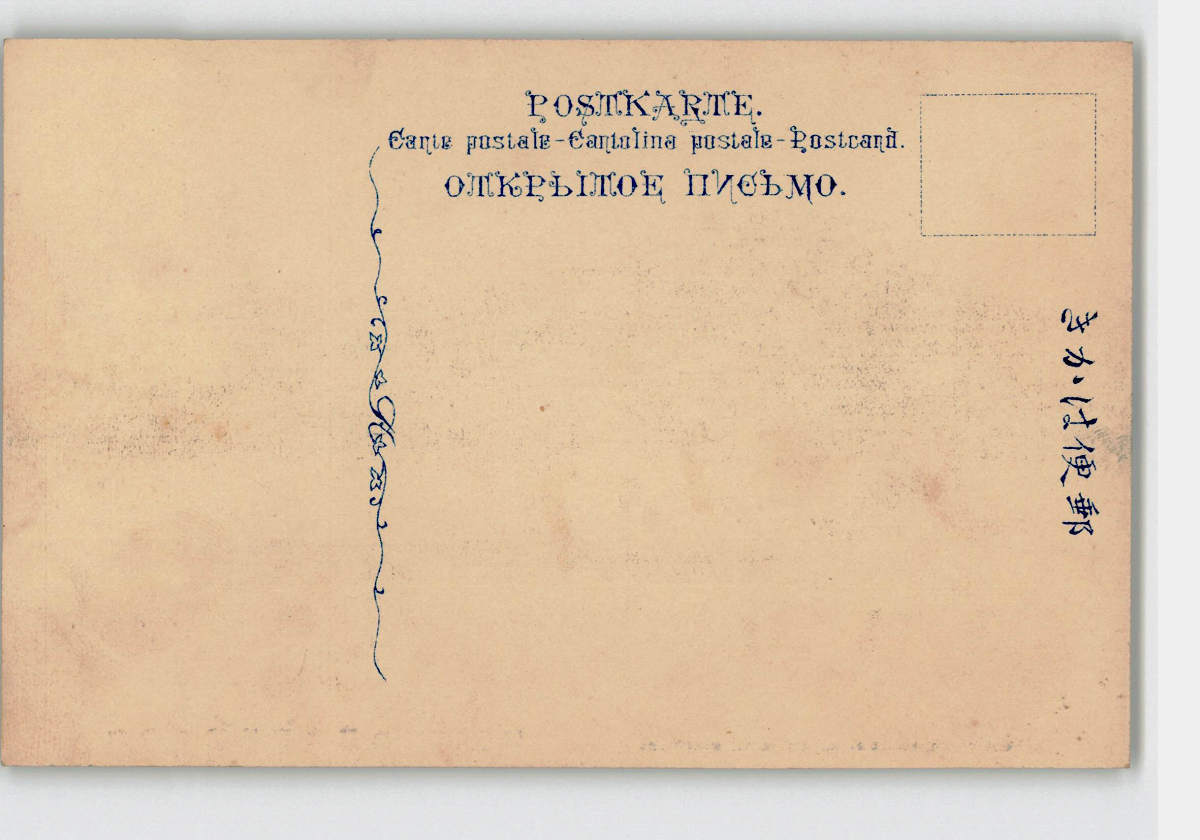 POSTKARTE.
Carte postale-Cartolina postale-Postcard.
ОТКРЫТОЕ ПИСЬМО.
郵便はかき